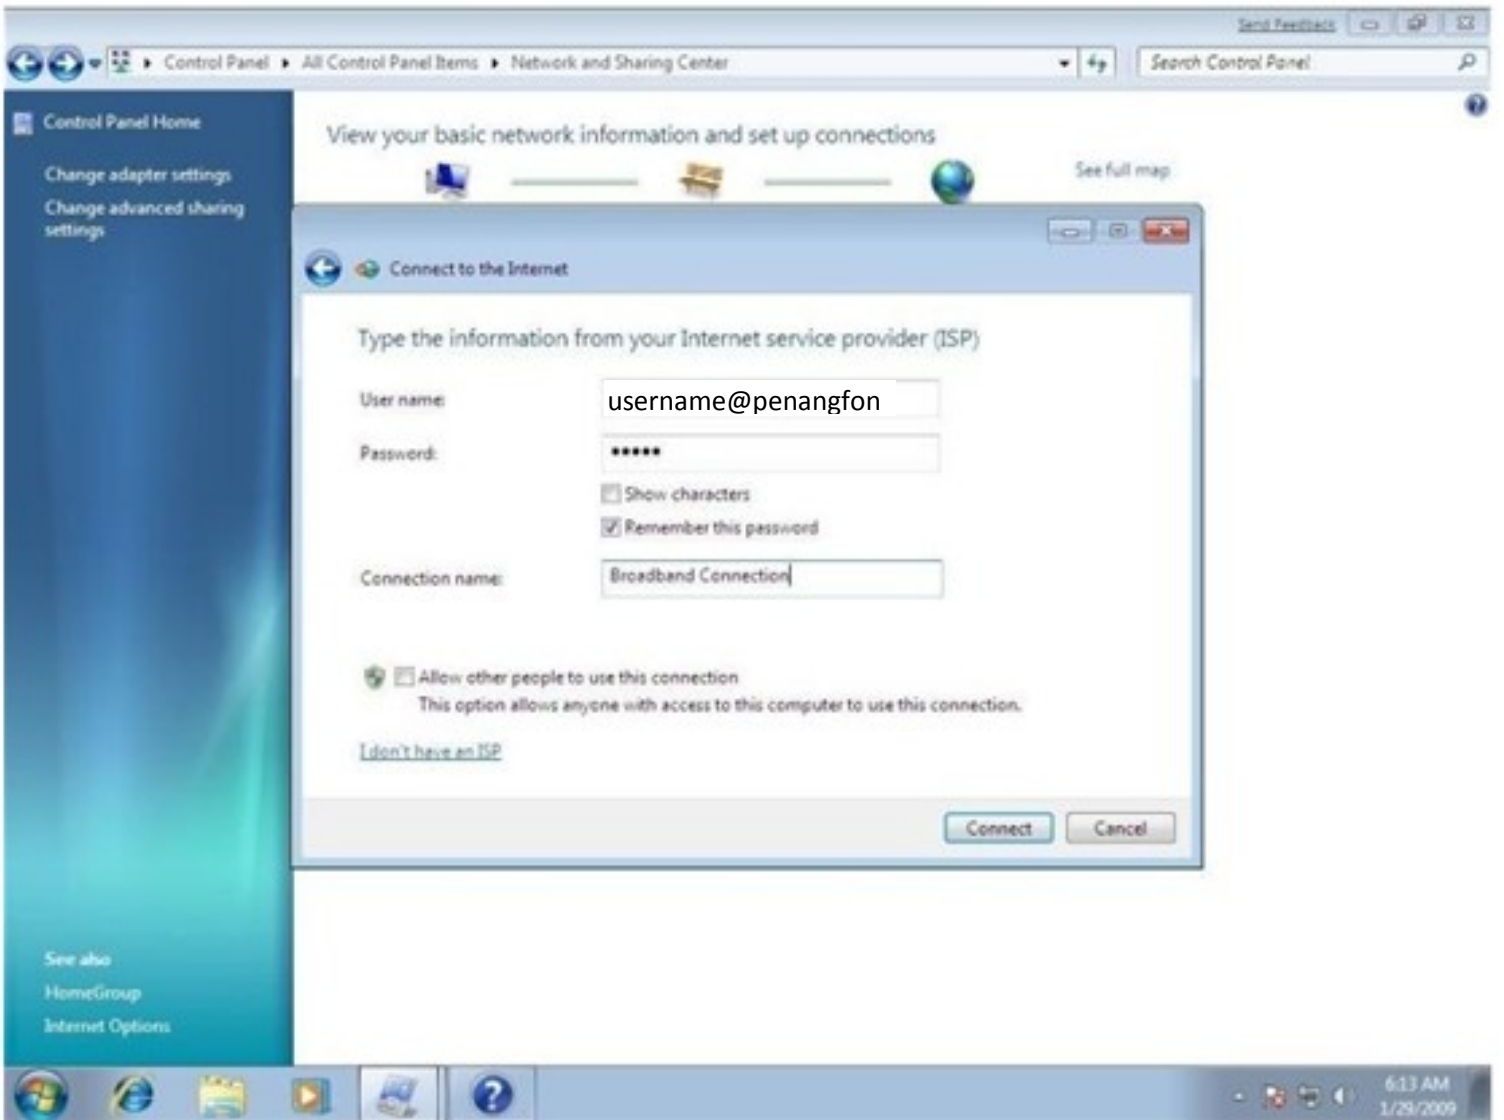 Send Feedback
Control Panel ▸ All Control Panel Items ▸ Network and Sharing Center
Search Control Panel
Control Panel Home
Change adapter settings
Change advanced sharing
settings
View your basic network information and set up connections
See full map
Connect to the Internet
Type the information from your Internet service provider (ISP)
User name:
username@penangfon
Password:
•••••
Show characters
Remember this password
Connection name:
Broadband Connection
Allow other people to use this connection
This option allows anyone with access to this computer to use this connection.
I don't have an ISP
Connect
Cancel
See also
HomeGroup
Internet Options
6:13 AM
1/29/2009